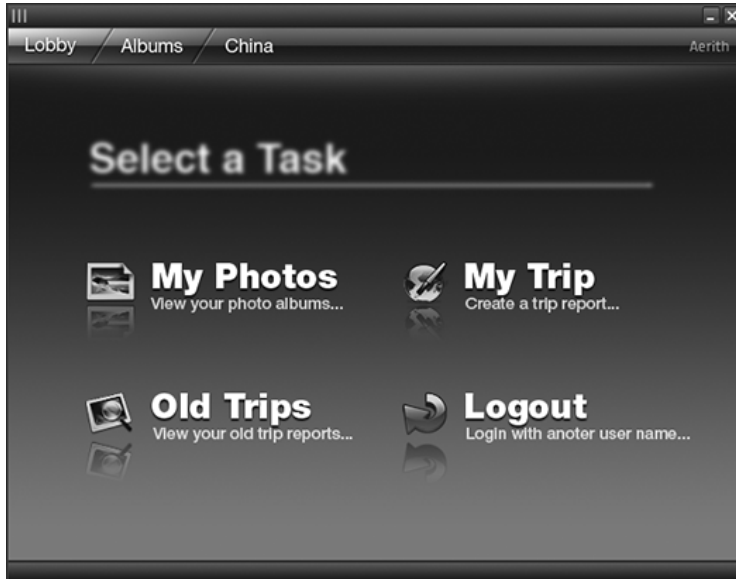 Lobby Albums China Aerith
Select a Task
My Photos
View your photo albums...
My Trip
Create a trip report...
Old Trips
View your old trip reports...
Logout
Login with anoter user name...